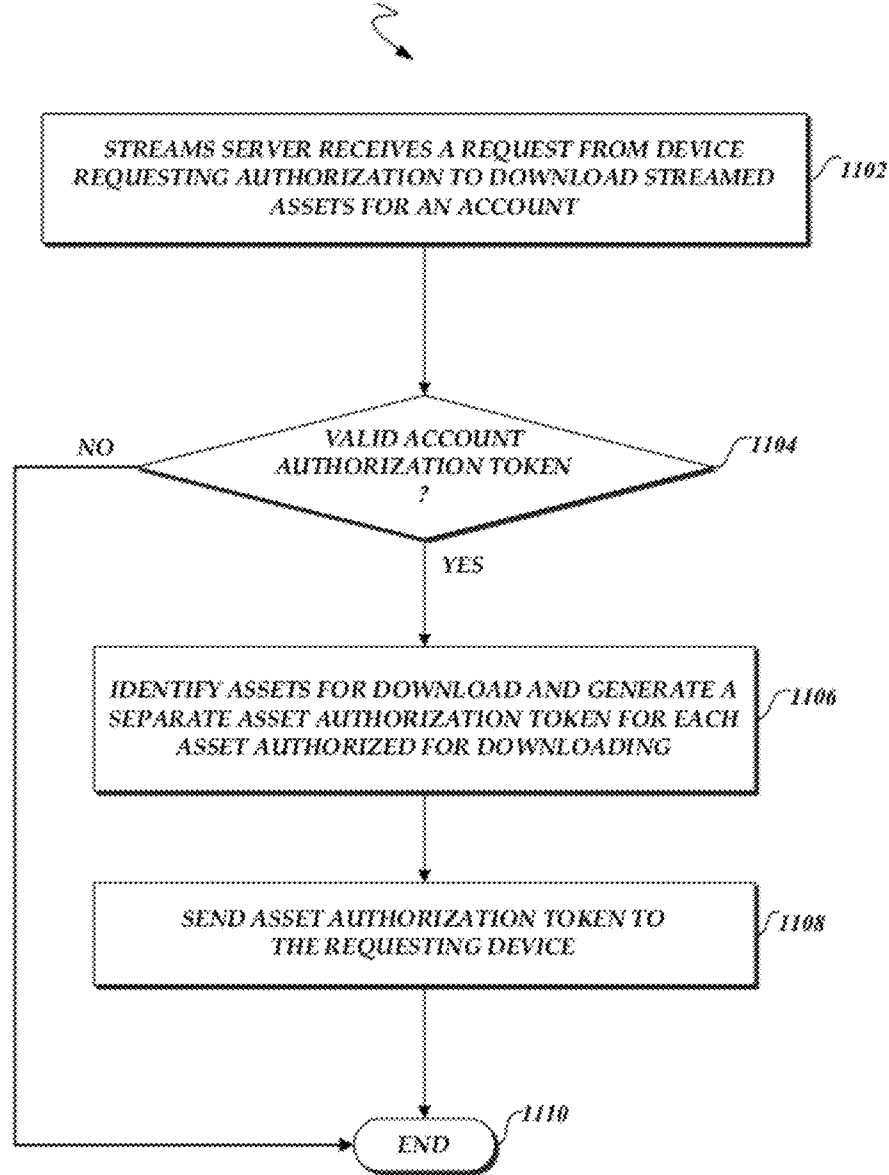 STREAMS SERVER RECEIVES A REQUEST FROM DEVICE
REQUESTING AUTHORIZATION TO DOWNLOAD STREAMED
ASSETS FOR AN ACCOUNT
1102
NO
VALID ACCOUNT
AUTHORIZATION TOKEN
?
1104
YES
IDENTIFY ASSETS FOR DOWNLOAD AND GENERATE A
SEPARATE ASSET AUTHORIZATION TOKEN FOR EACH
ASSET AUTHORIZED FOR DOWNLOADING
1106
SEND ASSET AUTHORIZATION TOKEN TO
THE REQUESTING DEVICE
1108
END
1110